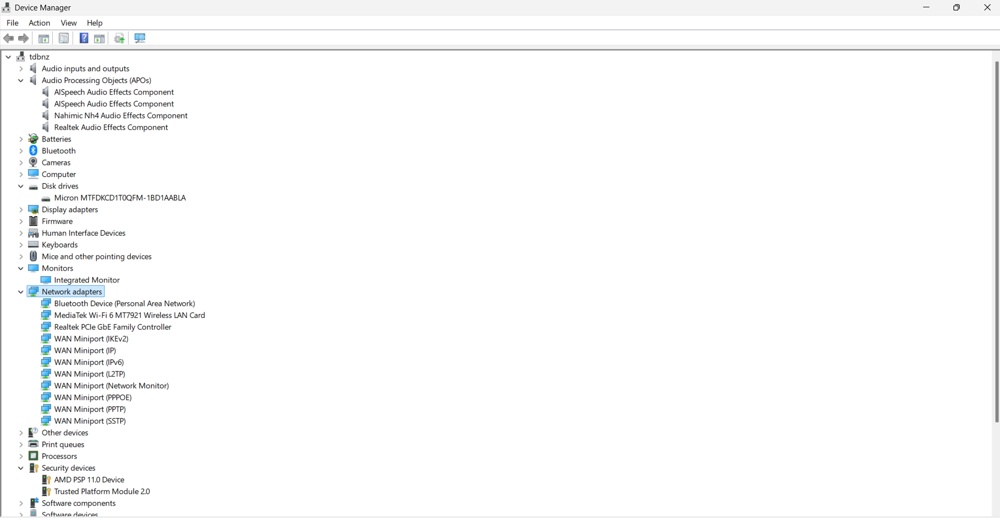 Device Manager
File Action View Help
tdbnz
Audio inputs and outputs
Audio Processing Objects (APOs)
AISpeech Audio Effects Component
AISpeech Audio Effects Component
Nahimic Nh4 Audio Effects Component
Realtek Audio Effects Component
Batteries
Bluetooth
Cameras
Computer
Disk drives
Micron MTFDKCD1T0QFM-1BD1AABLA
Display adapters
Firmware
Human Interface Devices
Keyboards
Mice and other pointing devices
Monitors
Integrated Monitor
Network adapters
Bluetooth Device (Personal Area Network)
MediaTek Wi-Fi 6 MT7921 Wireless LAN Card
Realtek PCIe GbE Family Controller
WAN Miniport (IKEv2)
WAN Miniport (IP)
WAN Miniport (IPv6)
WAN Miniport (L2TP)
WAN Miniport (Network Monitor)
WAN Miniport (PPPOE)
WAN Miniport (PPTP)
WAN Miniport (SSTP)
Other devices
Print queues
Processors
Security devices
AMD PSP 11.0 Device
Trusted Platform Module 2.0
Software components
Software devices